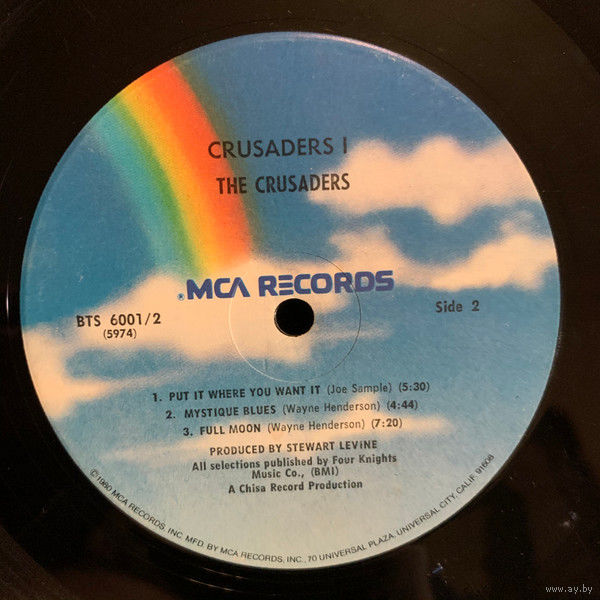 CRUSADERS I
THE CRUSADERS
®MCA RECORDS
BTS 6001/2
(5974)
Side 2
1. PUT IT WHERE YOU WANT IT (Joe Sample) (5:30)
2. MYSTIQUE BLUES (Wayne Henderson) (4:44)
3. FULL MOON (Wayne Henderson) (7:20)
PRODUCED BY STEWART LEVINE
All selections published by Four Knights
Music Co., (BMI)
A Chisa Record Production
©1980 MCA RECORDS, INC. MFD. BY MCA RECORDS, INC., 70 UNIVERSAL PLAZA, UNIVERSAL CITY, CALIF. 91608
www.ay.by